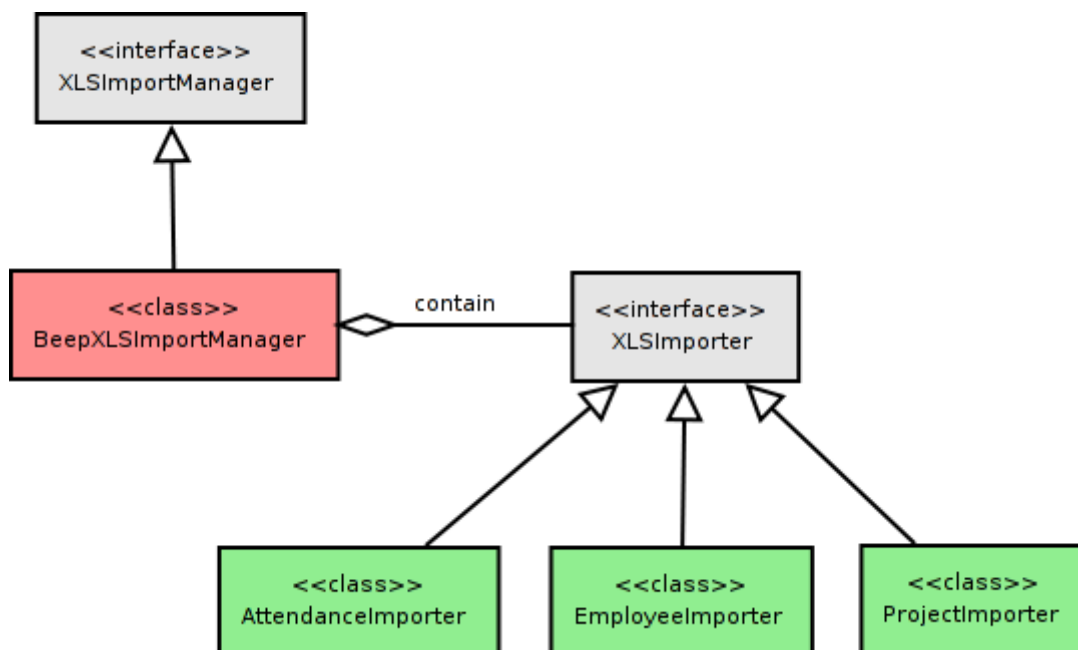 <<interface>>
XLSImportManager
<<class>>
BeepXLSImportManager
contain
<<interface>>
XLSImporter
<<class>>
AttendanceImporter
<<class>>
EmployeeImporter
<<class>>
ProjectImporter